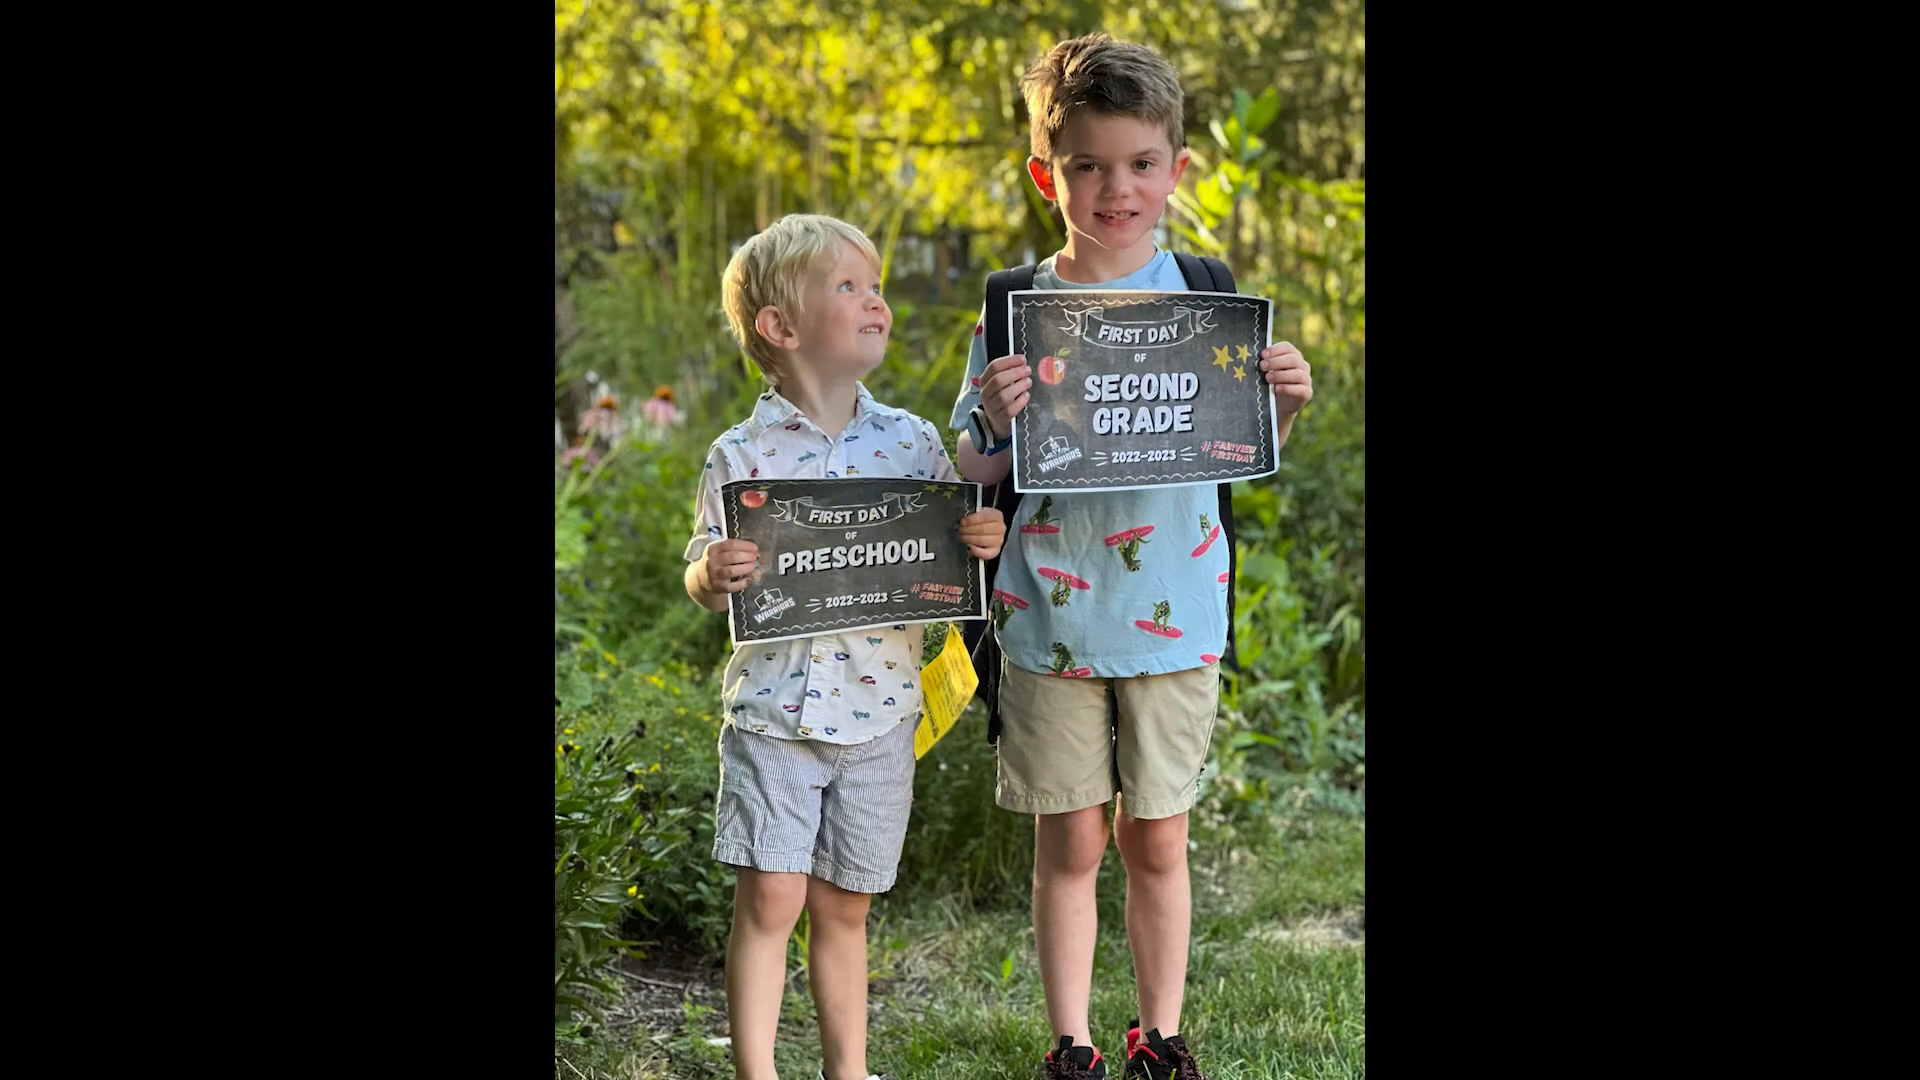 FIRST DAY
OF
PRESCHOOL
WARRIORS
2022-2023
#FAIRVIEW
FIRSTDAY
FIRST DAY
OF
SECOND
GRADE
WARRIORS
2022-2023
#FAIRVIEW
FIRSTDAY